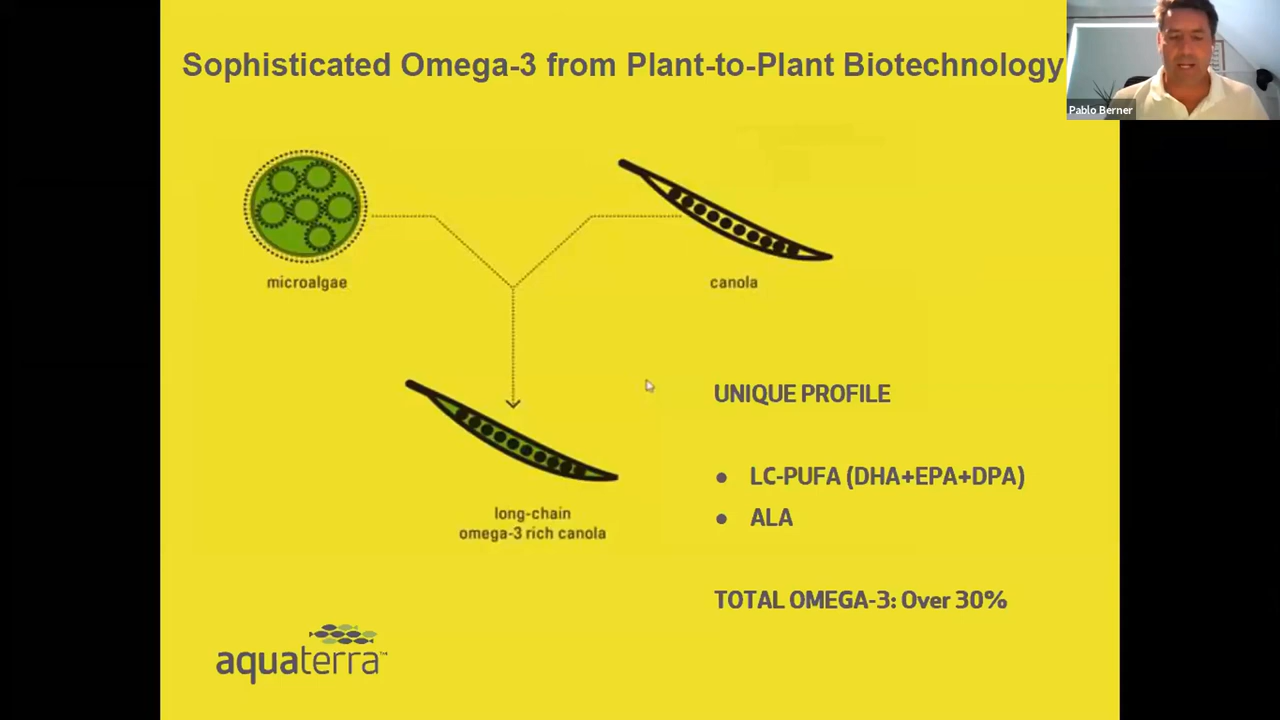 Sophisticated Omega-3 from Plant-to-Plant Biotechnology
Pablo Berner
microalgae
canola
long-chain
omega-3 rich canola
UNIQUE PROFILE
● LC-PUFA (DHA+EPA+DPA)
● ALA
TOTAL OMEGA-3: Over 30%
aquaterra™